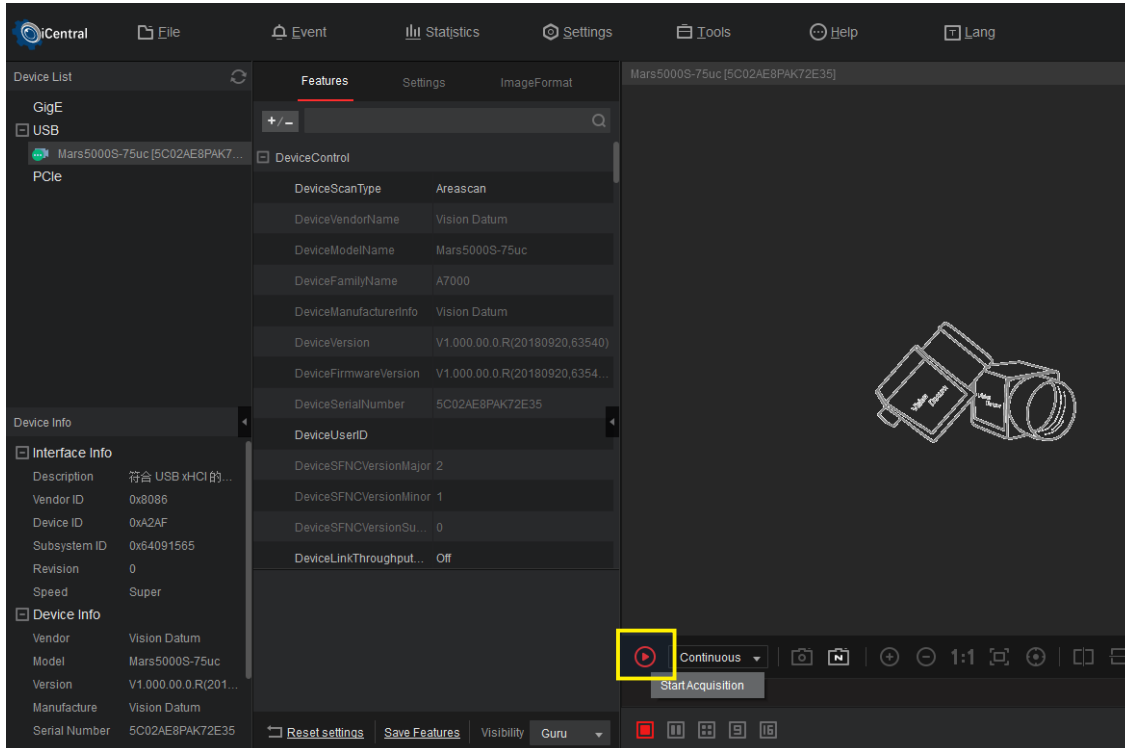 iCentral File Event Statistics Settings Tools Help Lang
Device List
GigE
USB
Mars5000S-75uc[5C02AE8PAK7...
PCIe
Device Info
Interface Info
Description 符合 USB xHCI 的...
Vendor ID 0x8086
Device ID 0xA2AF
Subsystem ID 0x64091565
Revision 0
Speed Super
Device Info
Vendor Vision Datum
Model Mars5000S-75uc
Version V1.000.00.0.R(201...
Manufacture Vision Datum
Serial Number 5C02AE8PAK72E35
Features Settings ImageFormat
+/-
DeviceControl
DeviceScanType Areascan
DeviceVendorName Vision Datum
DeviceModelName Mars5000S-75uc
DeviceFamilyName A7000
DeviceManufacturerInfo Vision Datum
DeviceVersion V1.000.00.0.R(20180920,63540)
DeviceFirmwareVersion V1.000.00.0.R(20180920,6354...
DeviceSerialNumber 5C02AE8PAK72E35
DeviceUserID
DeviceSFNCVersionMajor 2
DeviceSFNCVersionMinor 1
DeviceSFNCVersionSu... 0
DeviceLinkThroughput... Off
Reset settings Save Features Visibility Guru
Mars5000S-75uc[5C02AE8PAK72E35]
Vision Datum
Vision Datum
Continuous N 1:1
Start Acquisition
9 16